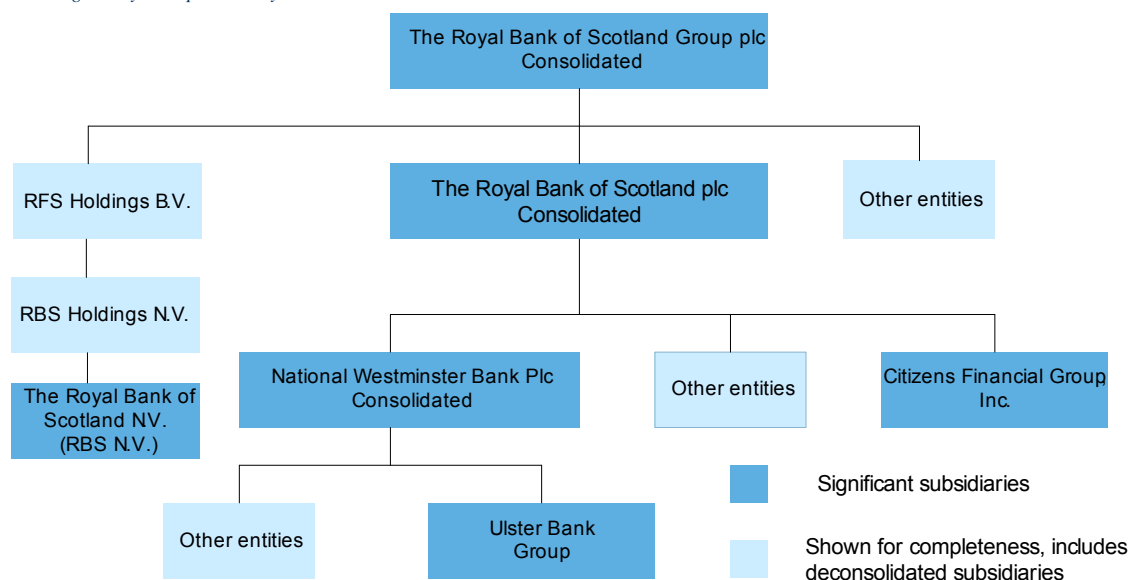 The Royal Bank of Scotland Group plc
Consolidated
RFS Holdings B.V.
The Royal Bank of Scotland plc
Consolidated
Other entities
RBS Holdings N.V.
The Royal Bank of
Scotland N.V.
(RBS N.V.)
National Westminster Bank Plc
Consolidated
Other entities
Citizens Financial Group,
Inc.
Other entities
Ulster Bank
Group
Significant subsidiaries
Shown for completeness, includes
deconsolidated subsidiaries